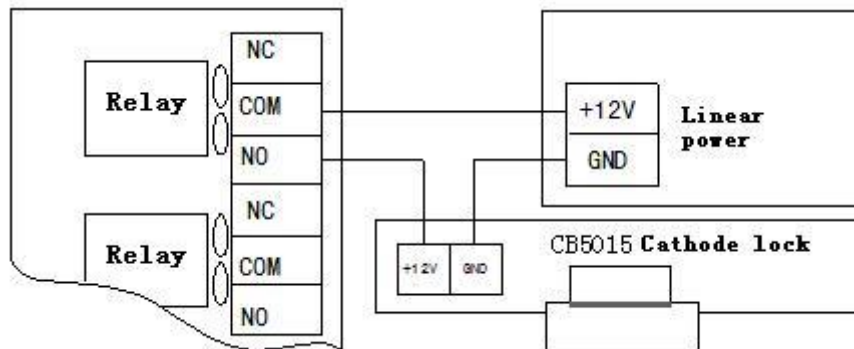 NC
Relay
COM
NO
NC
Relay
COM
NO
+12V
GND
Linear
power
CB5015 Cathode lock
+12V
GND